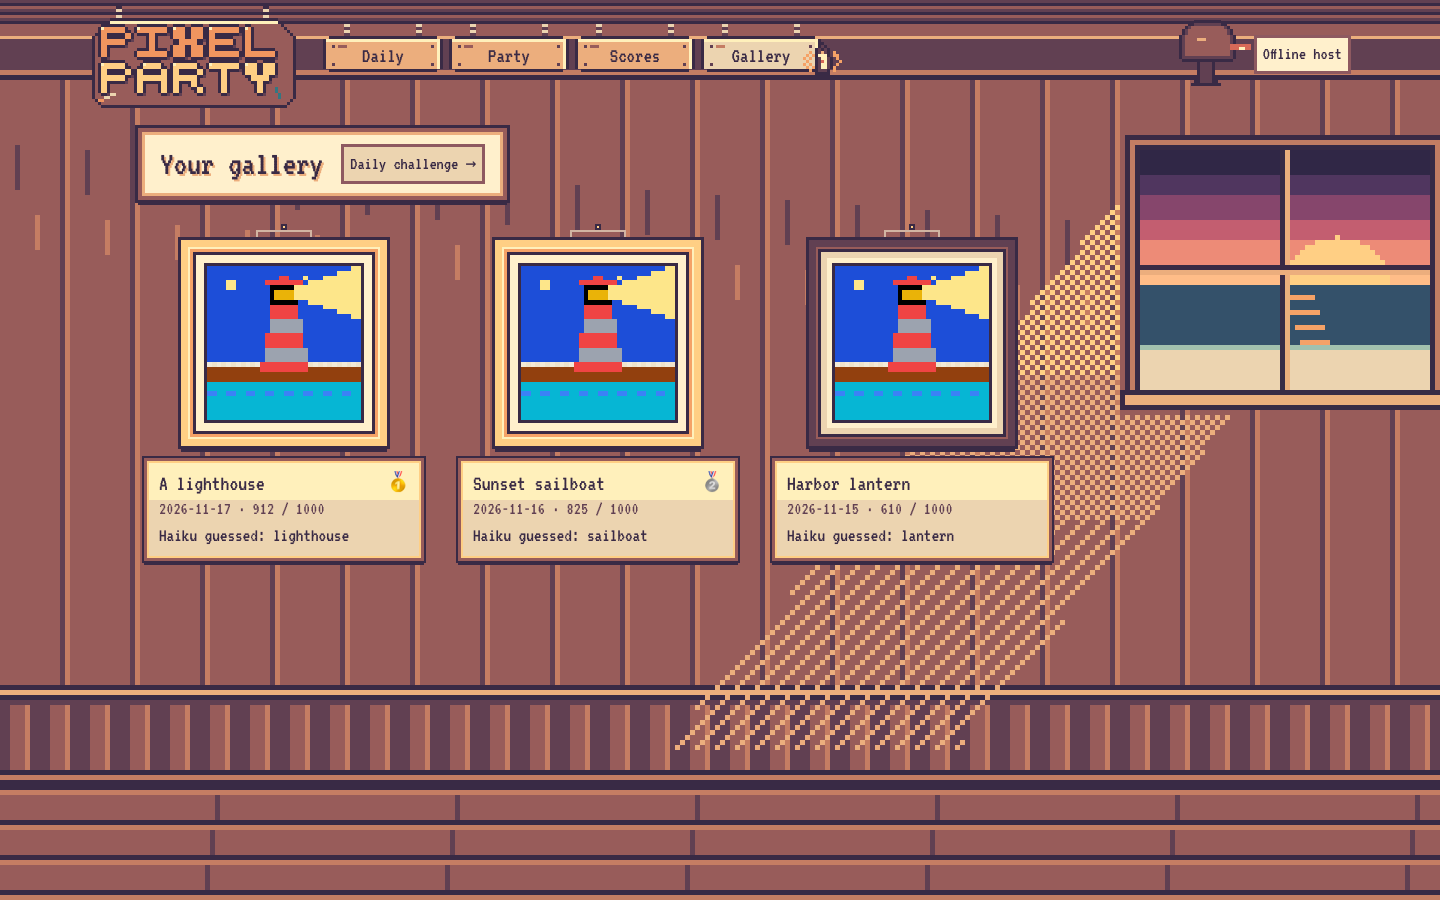 PIXEL
PARTY
Daily
Party
Scores
Gallery
Offline host
Your gallery
Daily challenge →
A lighthouse
1
2026-11-17 · 912 / 1000
Haiku guessed: lighthouse
Sunset sailboat
2
2026-11-16 · 825 / 1000
Haiku guessed: sailboat
Harbor lantern
2026-11-15 · 610 / 1000
Haiku guessed: lantern